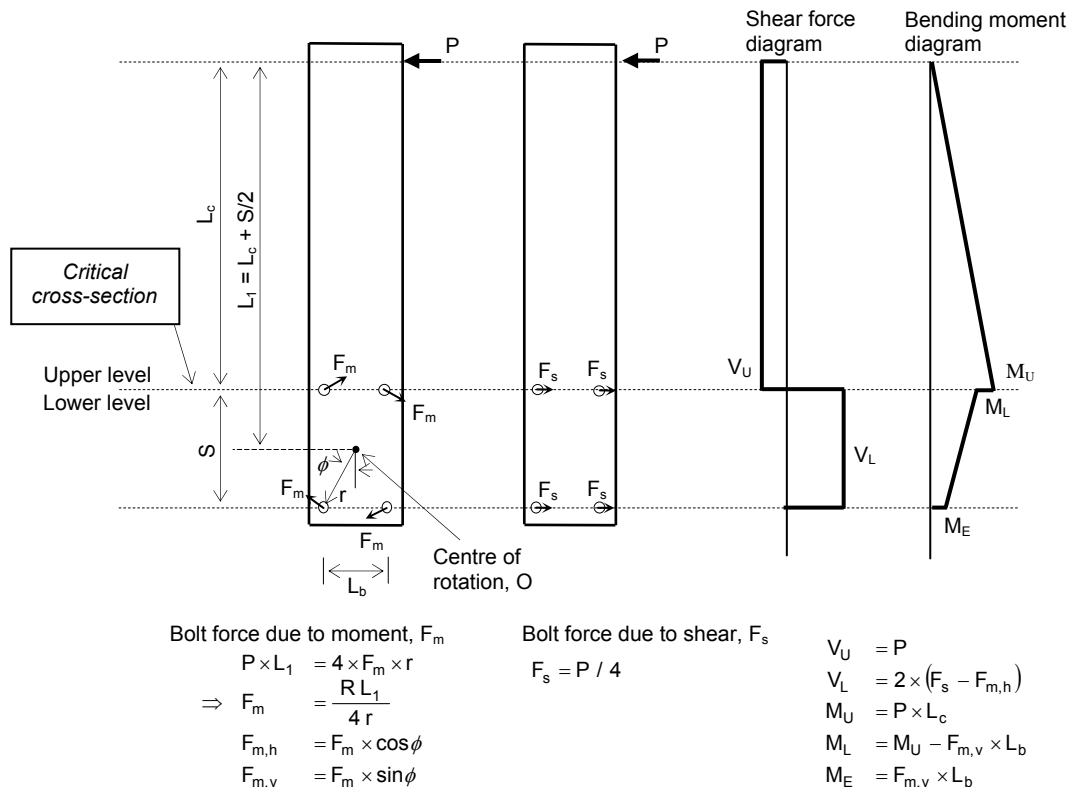 Shear force
diagram
Bending moment
diagram
P
P
L_c
L_1 = L_c + S/2
Critical
cross-section
Upper level
Lower level
F_m
F_m
F_s
F_s
V_U
M_U
M_L
S
ϕ
r
V_L
F_m
F_m
F_s
F_s
M_E
L_b
Centre of
rotation, O
Bolt force due to moment, F_m
P × L_1 = 4 × F_m × r
⇒ F_m = R L_1 / 4 r
F_m,h = F_m × cosϕ
F_m,v = F_m × sinϕ
Bolt force due to shear, F_s
F_s = P / 4
V_U = P
V_L = 2 × (F_s − F_m,h)
M_U = P × L_c
M_L = M_U − F_m,v × L_b
M_E = F_m,v × L_b